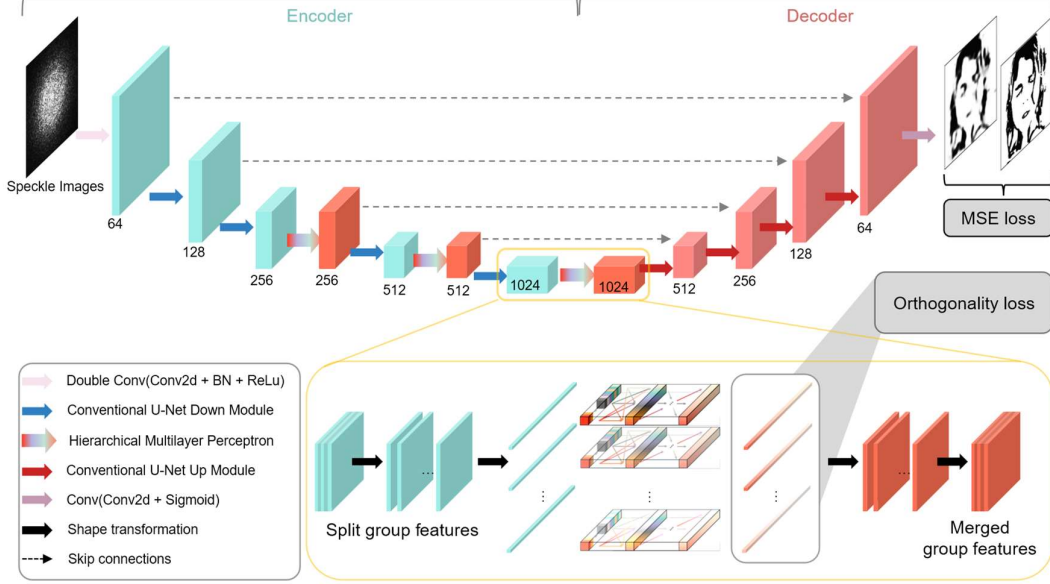 Encoder
Decoder
Speckle Images
64
128
256
256
512
512
1024
1024
512
256
128
64
MSE loss
Orthogonality loss
Double Conv(Conv2d + BN + ReLu)
Conventional U-Net Down Module
Hierarchical Multilayer Perceptron
Conventional U-Net Up Module
Conv(Conv2d + Sigmoid)
Shape transformation
Skip connections
...
Split group features
⋮
⋮
⋮
...
Merged
group features